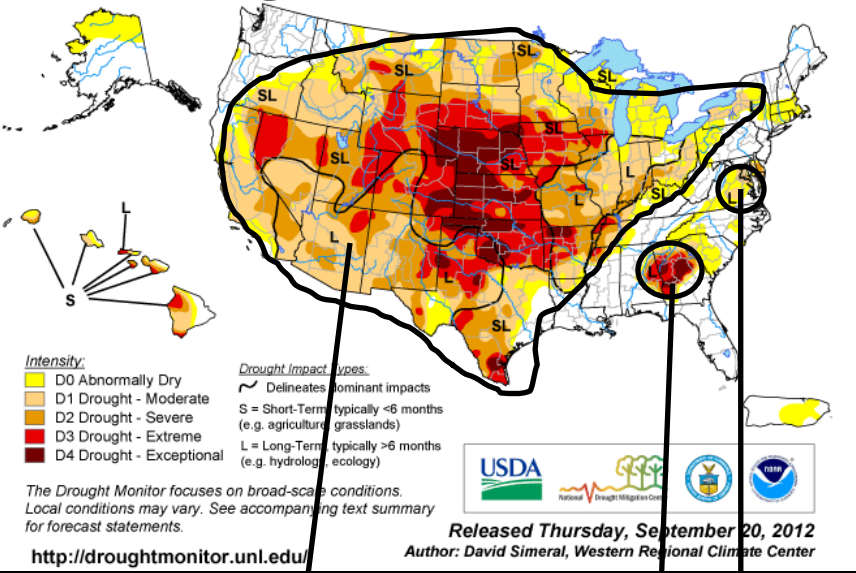 SL
SL
SL
SL
SL
SL
SL
L
L
L
SL
L
L
L
L
SL
L
S
Intensity:
D0 Abnormally Dry
D1 Drought - Moderate
D2 Drought - Severe
D3 Drought - Extreme
D4 Drought - Exceptional
Drought Impact Types:
Delineates dominant impacts
S = Short-Term, typically <6 months
(e.g. agriculture, grasslands)
L = Long-Term, typically >6 months
(e.g. hydrology, ecology)
The Drought Monitor focuses on broad-scale conditions.
Local conditions may vary. See accompanying text summary
for forecast statements.
http://droughtmonitor.unl.edu/
USDA
National Drought Mitigation Center
NOAA
Released Thursday, September 20, 2012
Author: David Simeral, Western Regional Climate Center